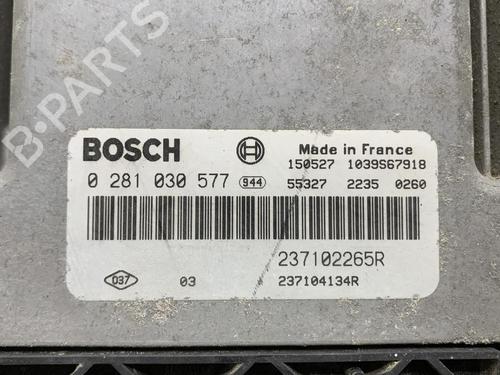 B-PARTS
BOSCH
Made in France
150527 1039S67918
0 281 030 577 944
55327 2235 0260
237102265R
037 03 237104134R